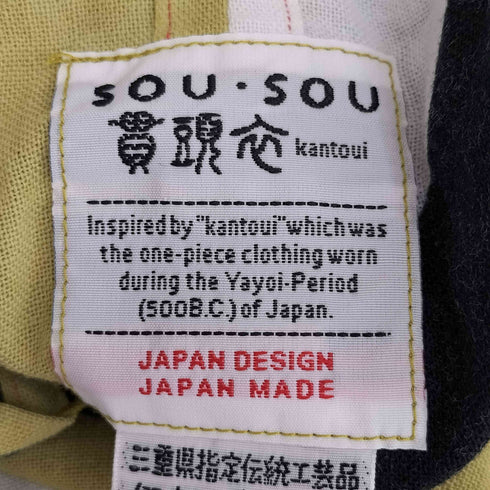 SOU・SOU
貫頭衣 kantoui
Inspired by "kantoui" which was
the one-piece clothing worn
during the Yayoi-Period
(500B.C.) of Japan.
JAPAN DESIGN
JAPAN MADE
三重県指定伝統工芸品